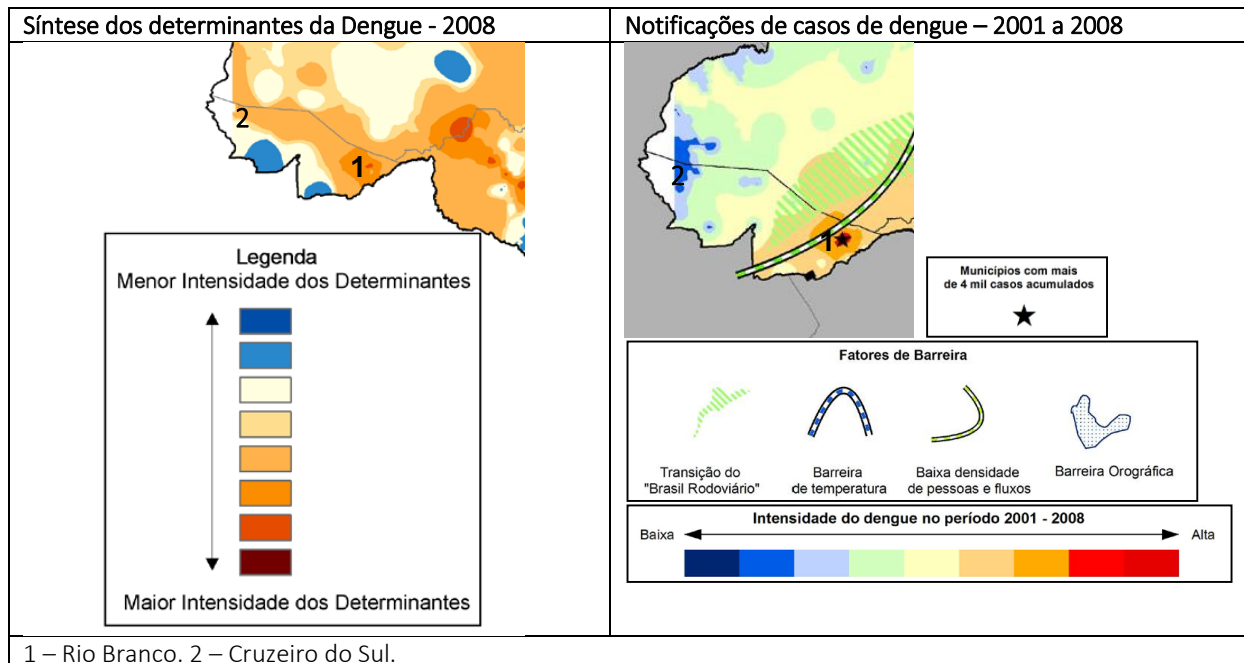 Síntese dos determinantes da Dengue - 2008
Notificações de casos de dengue – 2001 a 2008
2
1
Legenda
Menor Intensidade dos Determinantes
Maior Intensidade dos Determinantes
2
1
Municípios com mais
de 4 mil casos acumulados
Fatores de Barreira
Transição do
"Brasil Rodoviário"
Barreira
de temperatura
Baixa densidade
de pessoas e fluxos
Barreira Orográfica
Intensidade do dengue no período 2001 - 2008
Baixa
Alta
1 – Rio Branco. 2 – Cruzeiro do Sul.